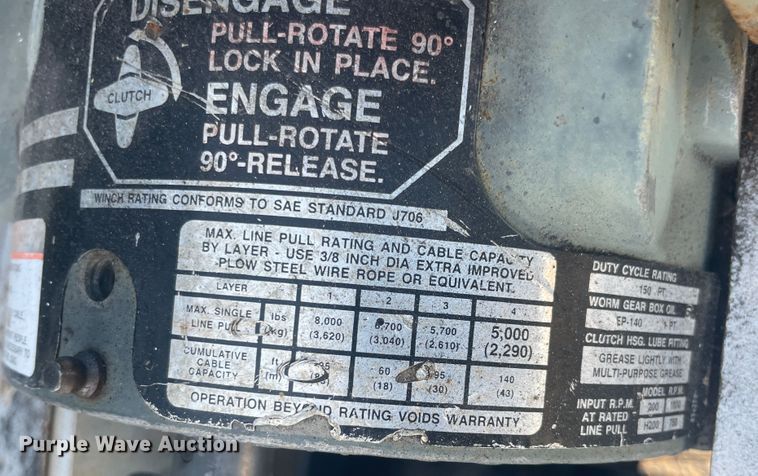 DISENGAGE
PULL-ROTATE 90°
LOCK IN PLACE.
CLUTCH
ENGAGE
PULL-ROTATE
90°-RELEASE.
WINCH RATING CONFORMS TO SAE STANDARD J706
MAX. LINE PULL RATING AND CABLE CAPACITY
BY LAYER - USE 3/8 INCH DIA EXTRA IMPROVED
PLOW STEEL WIRE ROPE OR EQUIVALENT.
LAYER 1 2 3 4
MAX. SINGLE lbs 8,000 6,700 5,700 5,000
LINE PULL (kg) (3,620) (3,040) (2,610) (2,290)
CUMULATIVE ft 60 95 140
CABLE
CAPACITY (m) (18) (30) (43)
OPERATION BEYOND RATING VOIDS WARRANTY
DUTY CYCLE RATING
150 PT
WORM GEAR BOX OIL
EP-140 PT
CLUTCH HSG. LUBE FITTING
GREASE LIGHTLY WITH
MULTI-PURPOSE GREASE
MODEL R.P.M.
INPUT R.P.M. 200
AT RATED
LINE PULL H200
Purple Wave Auction